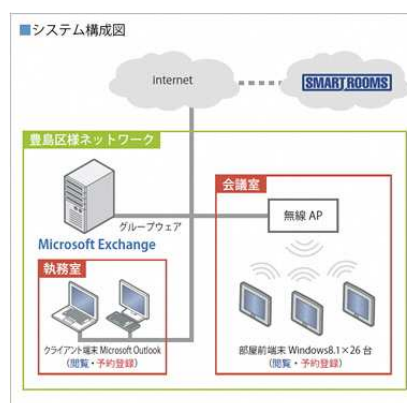 ■システム構成図
Internet
SMARTROOMS
豊島区様ネットワーク
グループウェア
Microsoft Exchange
会議室
無線 AP
執務室
クライアント端末 Microsoft Outlook
(閲覧・予約登録)
部屋前端末 Windows8.1×26 台
(閲覧・予約登録)